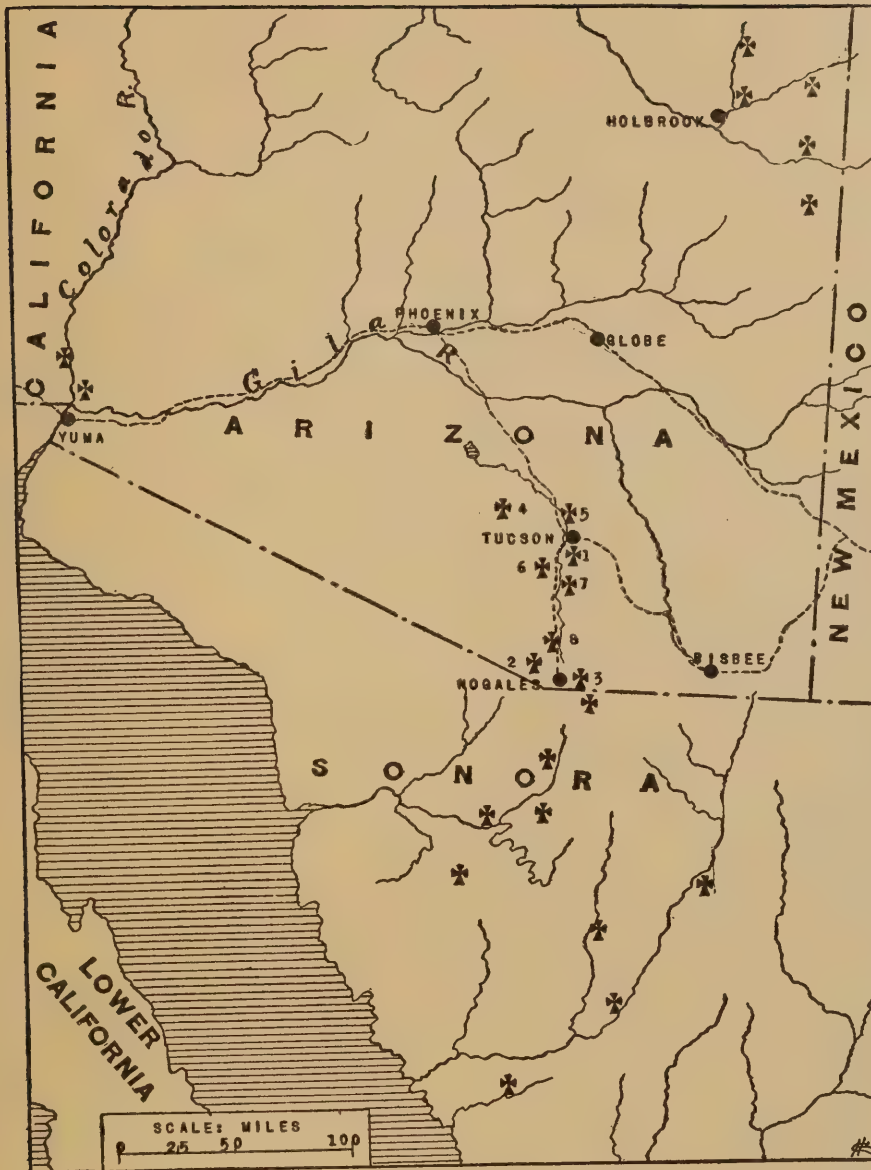 CALIFORNIA
Colorado R.
HOLBROOK
PHOENIX
Gila R
GLOBE
NEW MEXICO
YUMA
ARIZONA
4
5
TUCSON
1
6
7
8
2
BISBEE
NOGALES
3
SONORA
LOWER
CALIFORNIA
SCALE: MILES
0 25 50 100